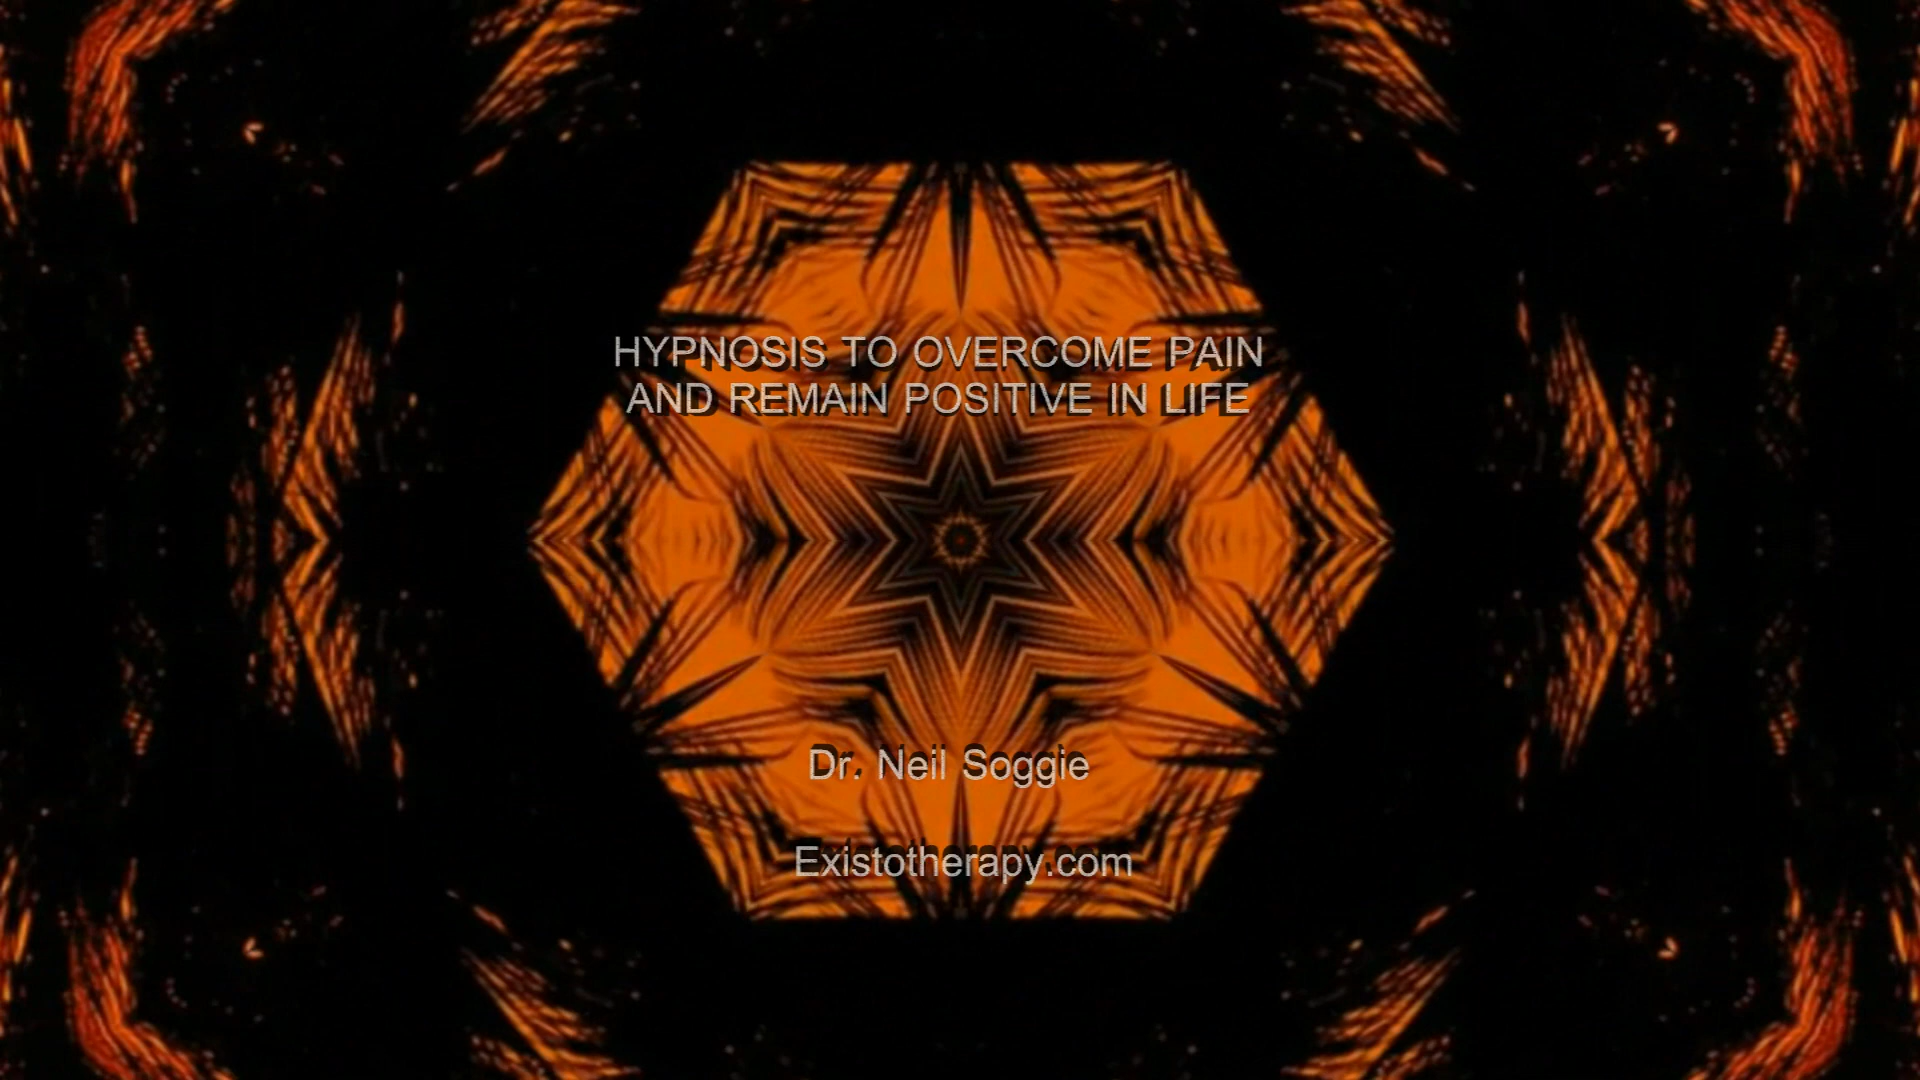 HYPNOSIS TO OVERCOME PAIN
AND REMAIN POSITIVE IN LIFE
Dr. Neil Soggie
Existotherapy.com